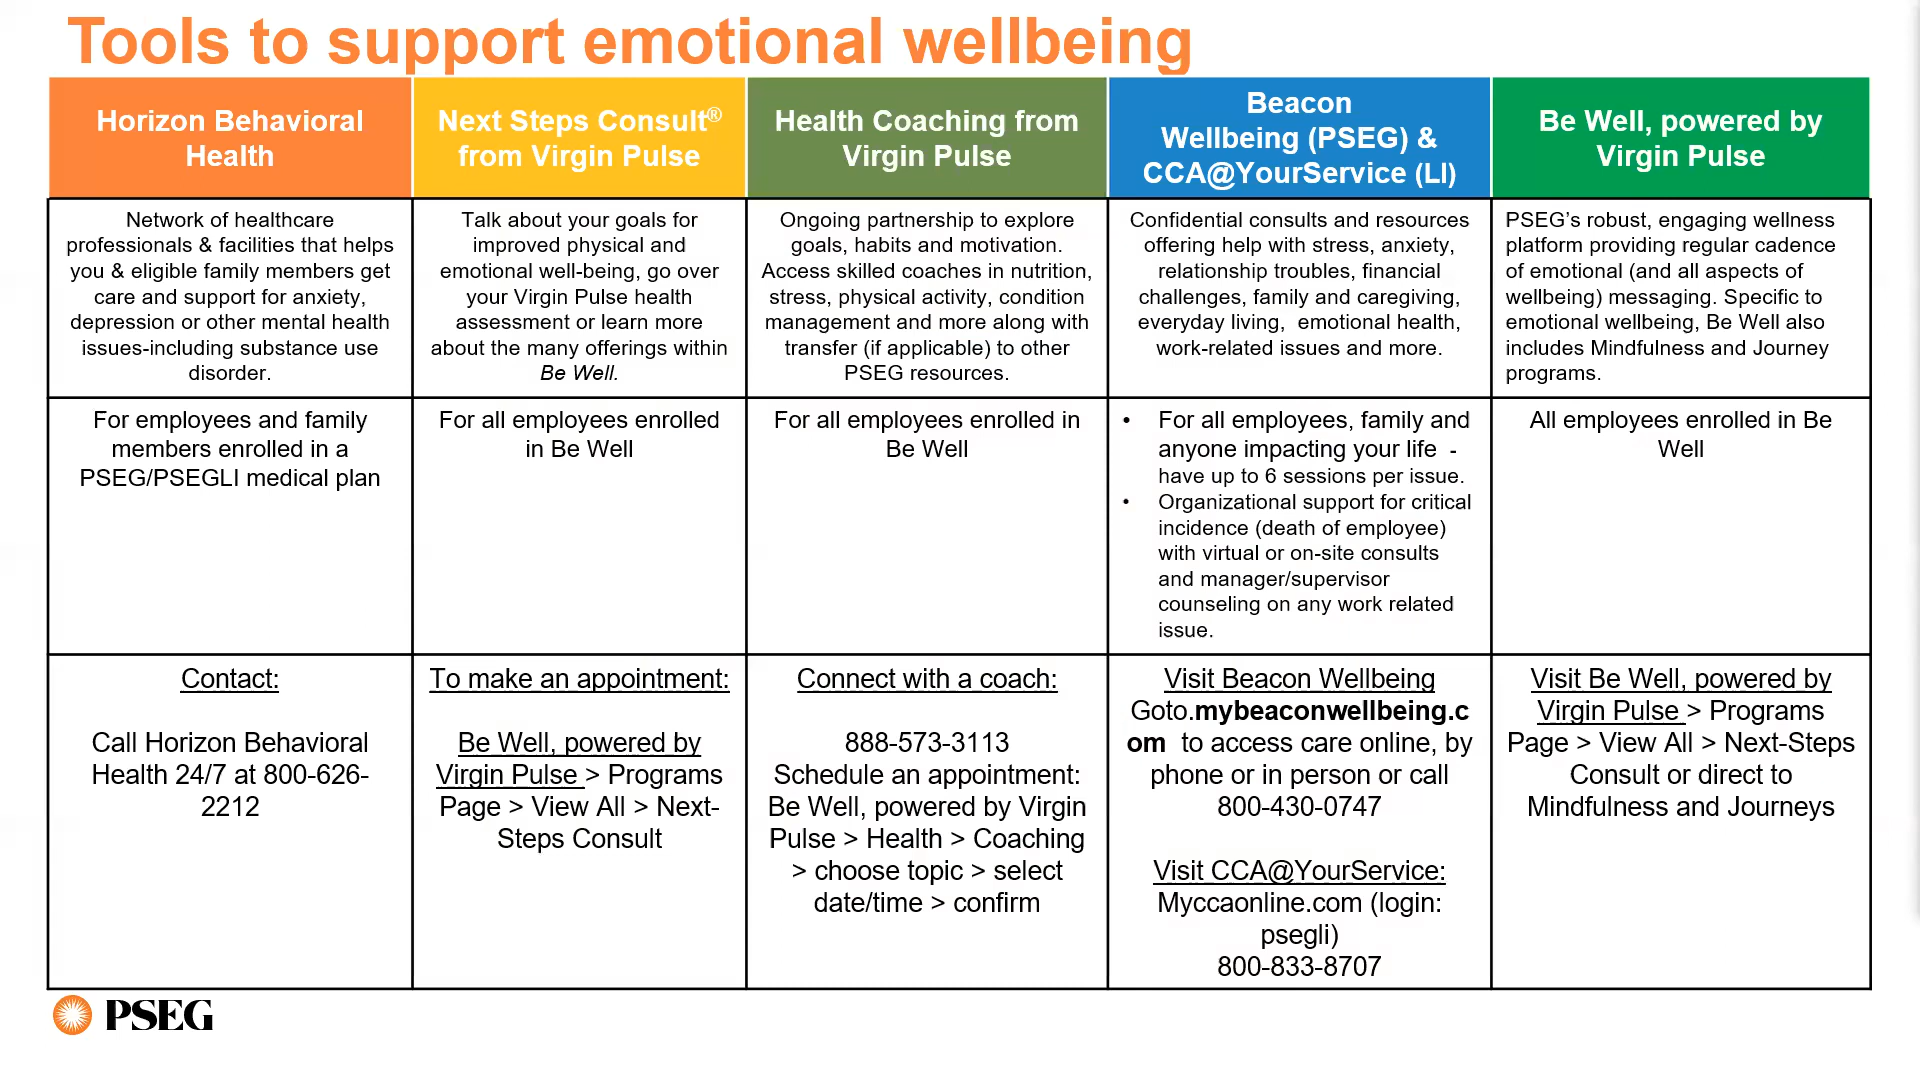 Tools to support emotional wellbeing
Horizon Behavioral
Health
Next Steps Consult®
from Virgin Pulse
Health Coaching from
Virgin Pulse
Beacon
Wellbeing (PSEG) &
CCA@YourService (LI)
Be Well, powered by
Virgin Pulse
Network of healthcare
professionals & facilities that helps
you & eligible family members get
care and support for anxiety,
depression or other mental health
issues-including substance use
disorder.
Talk about your goals for
improved physical and
emotional well-being, go over
your Virgin Pulse health
assessment or learn more
about the many offerings within
Be Well.
Ongoing partnership to explore
goals, habits and motivation.
Access skilled coaches in nutrition,
stress, physical activity, condition
management and more along with
transfer (if applicable) to other
PSEG resources.
Confidential consults and resources
offering help with stress, anxiety,
relationship troubles, financial
challenges, family and caregiving,
everyday living,  emotional health,
work-related issues and more.
PSEG’s robust, engaging wellness
platform providing regular cadence
of emotional (and all aspects of
wellbeing) messaging. Specific to
emotional wellbeing, Be Well also
includes Mindfulness and Journey
programs.
For employees and family
members enrolled in a
PSEG/PSEGLI medical plan
For all employees enrolled
in Be Well
For all employees enrolled in
Be Well
• For all employees, family and
anyone impacting your life  -
have up to 6 sessions per issue.
• Organizational support for critical
incidence (death of employee)
with virtual or on-site consults
and manager/supervisor
counseling on any work related
issue.
All employees enrolled in Be
Well
Contact:
Call Horizon Behavioral
Health 24/7 at 800-626-
2212
To make an appointment:
Be Well, powered by
Virgin Pulse > Programs
Page > View All > Next-
Steps Consult
Connect with a coach:
888-573-3113
Schedule an appointment:
Be Well, powered by Virgin
Pulse > Health > Coaching
> choose topic > select
date/time > confirm
Visit Beacon Wellbeing
Goto.mybeaconwellbeing.c
om  to access care online, by
phone or in person or call
800-430-0747
Visit CCA@YourService:
Myccaonline.com (login:
psegli)
800-833-8707
Visit Be Well, powered by
Virgin Pulse > Programs
Page > View All > Next-Steps
Consult or direct to
Mindfulness and Journeys
PSEG